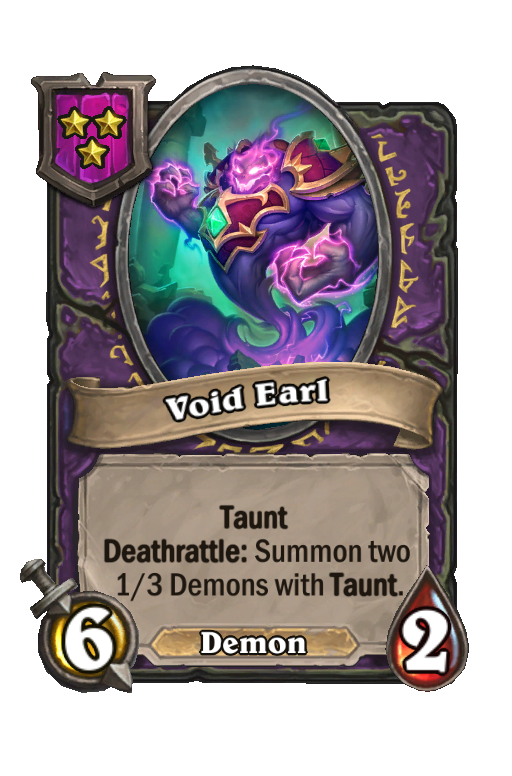 Void Earl
Taunt
Deathrattle: Summon two
1/3 Demons with Taunt.
6
Demon
2